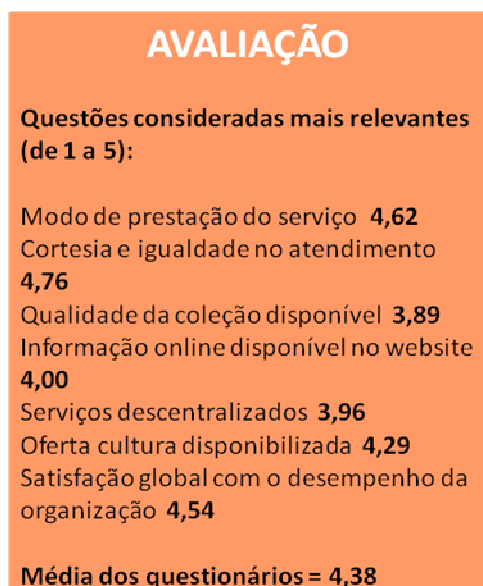 AVALIAÇÃO
Questões consideradas mais relevantes
(de 1 a 5):
Modo de prestação do serviço 4,62
Cortesia e igualdade no atendimento
4,76
Qualidade da coleção disponível 3,89
Informação online disponível no website
4,00
Serviços descentralizados 3,96
Oferta cultura disponibilizada 4,29
Satisfação global com o desempenho da
organização 4,54
Média dos questionários = 4,38